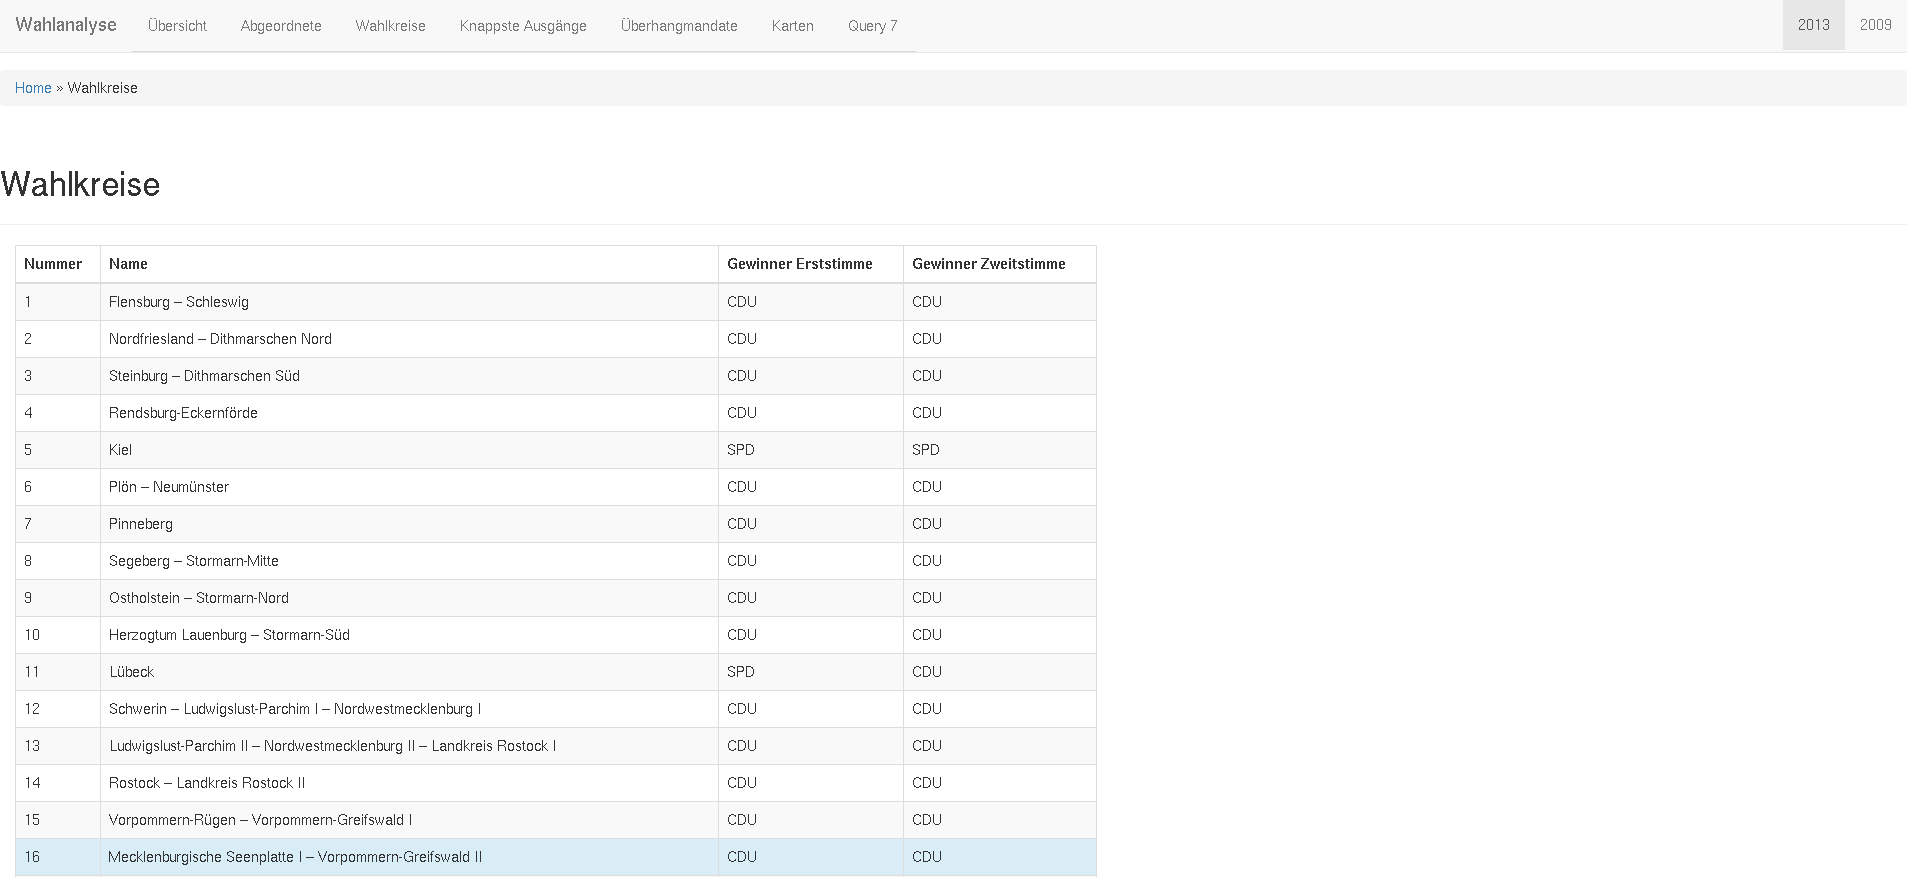 Wahlanalyse Übersicht Abgeordnete Wahlkreise Knappste Ausgänge Überhangmandate Karten Query 7 2013 2009
Home » Wahlkreise
Wahlkreise
Nummer Name Gewinner Erststimme Gewinner Zweitstimme
1 Flensburg – Schleswig CDU CDU
2 Nordfriesland – Dithmarschen Nord CDU CDU
3 Steinburg – Dithmarschen Süd CDU CDU
4 Rendsburg-Eckernförde CDU CDU
5 Kiel SPD SPD
6 Plön – Neumünster CDU CDU
7 Pinneberg CDU CDU
8 Segeberg – Stormarn-Mitte CDU CDU
9 Ostholstein – Stormarn-Nord CDU CDU
10 Herzogtum Lauenburg – Stormarn-Süd CDU CDU
11 Lübeck SPD CDU
12 Schwerin – Ludwigslust-Parchim I – Nordwestmecklenburg I CDU CDU
13 Ludwigslust-Parchim II – Nordwestmecklenburg II – Landkreis Rostock I CDU CDU
14 Rostock – Landkreis Rostock II CDU CDU
15 Vorpommern-Rügen – Vorpommern-Greifswald I CDU CDU
16 Mecklenburgische Seenplatte I – Vorpommern-Greifswald II CDU CDU